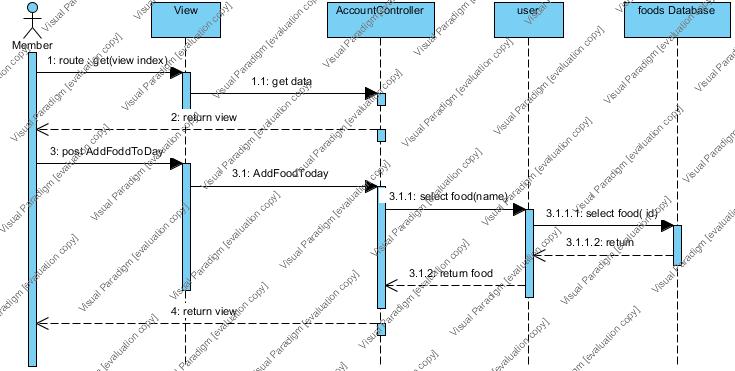 View
AccountController
user
foods Database
Member
1: route : get(view index)
1.1: get data
2: return view
3: post AddFoddToDay
3.1: AddFoodToday
3.1.1: select food(name)
3.1.1.1: select food( id)
3.1.1.2: return
3.1.2: return food
4: return view
Visual Paradigm [evaluation copy]